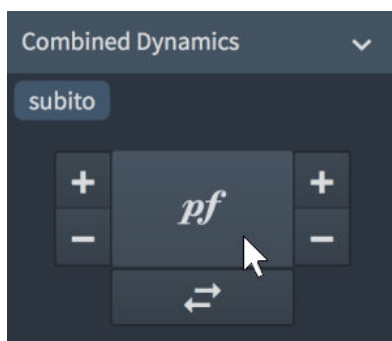 Combined Dynamics
subito
+ pf +
− −